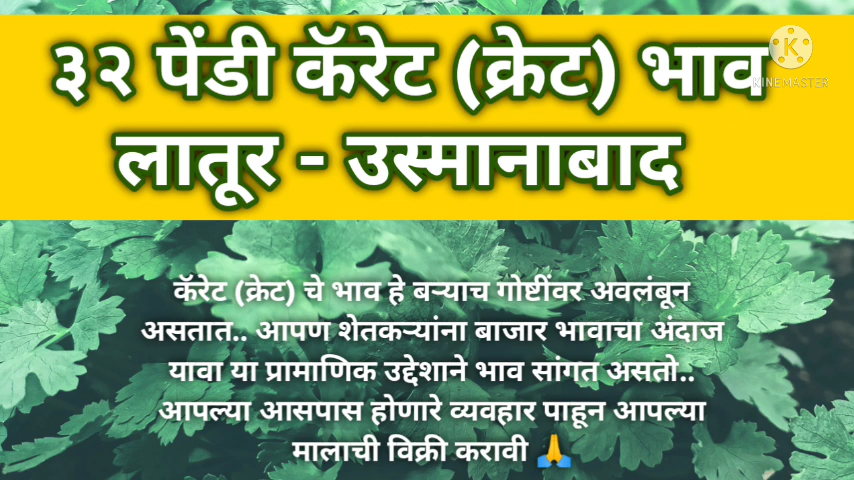 ३२ पेंडी कॅरेट (क्रेट) भाव
लातूर - उस्मानाबाद
K
KINEMASTER
कॅरेट (क्रेट) चे भाव हे बऱ्याच गोष्टींवर अवलंबून
असतात.. आपण शेतकऱ्यांना बाजार भावाचा अंदाज
यावा या प्रामाणिक उद्देशाने भाव सांगत असतो..
आपल्या आसपास होणारे व्यवहार पाहून आपल्या
मालाची विक्री करावी 🙏